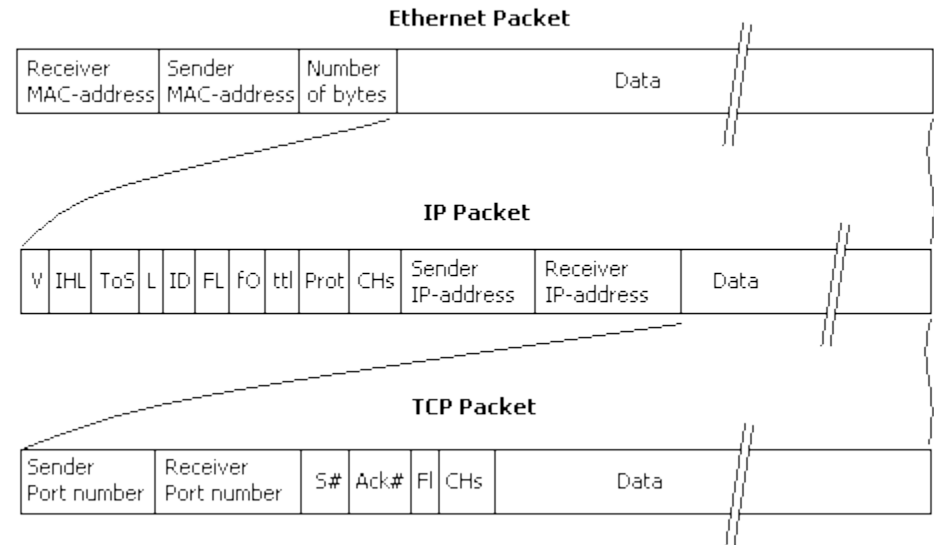 Ethernet Packet
Receiver MAC-address Sender MAC-address Number of bytes Data
IP Packet
V IHL ToS L ID FL fO ttl Prot CHs Sender IP-address Receiver IP-address Data
TCP Packet
Sender Port number Receiver Port number S# Ack# Fl CHs Data